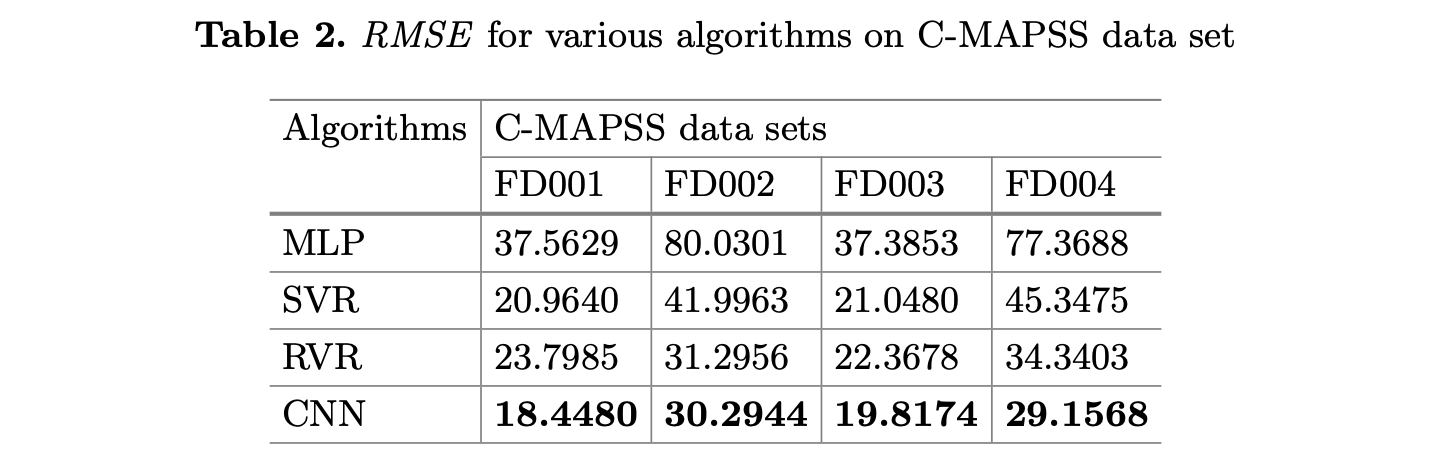 Table 2. RMSE for various algorithms on C-MAPSS data set
Algorithms C-MAPSS data sets
FD001 FD002 FD003 FD004
MLP 37.5629 80.0301 37.3853 77.3688
SVR 20.9640 41.9963 21.0480 45.3475
RVR 23.7985 31.2956 22.3678 34.3403
CNN 18.4480 30.2944 19.8174 29.1568